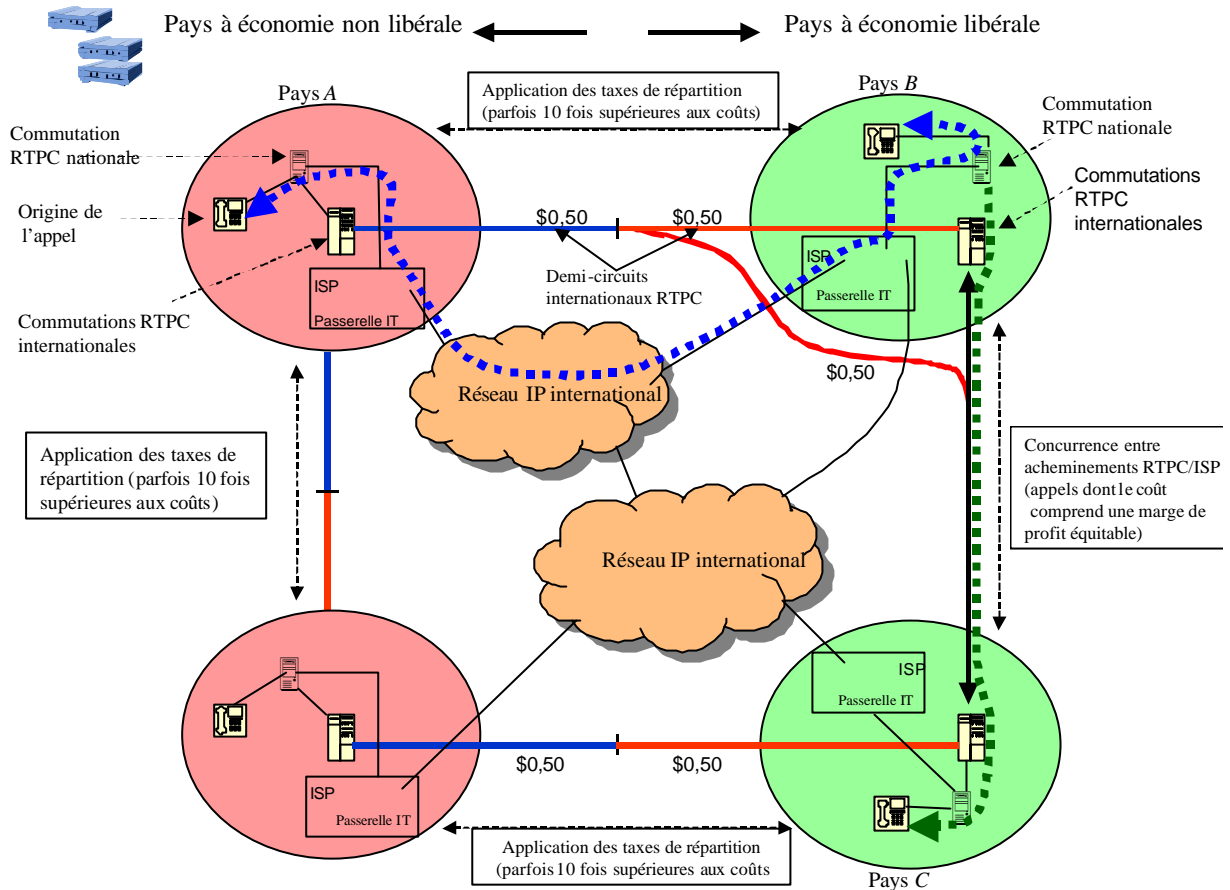 Pays à économie non libérale
Pays à économie libérale
Pays A
Application des taxes de répartition
(parfois 10 fois supérieures aux coûts)
Pays B
Commutation
RTPC nationale
Commutation
RTPC nationale
Origine de
l'appel
Commutations
RTPC
internationales
$0,50
$0,50
Demi-circuits
internationaux RTPC
ISP
Passerelle IT
ISP
Passerelle IT
Commutations RTPC
internationales
$0,50
Réseau IP international
Application des taxes de
répartition (parfois 10 fois
supérieures aux coûts)
Concurrence entre
acheminements RTPC/ISP
(appels dont le coût
comprend une marge de
profit équitable)
Réseau IP international
ISP
Passerelle IT
ISP
Passerelle IT
$0,50
$0,50
Application des taxes de répartition
(parfois 10 fois supérieures aux coûts
Pays C